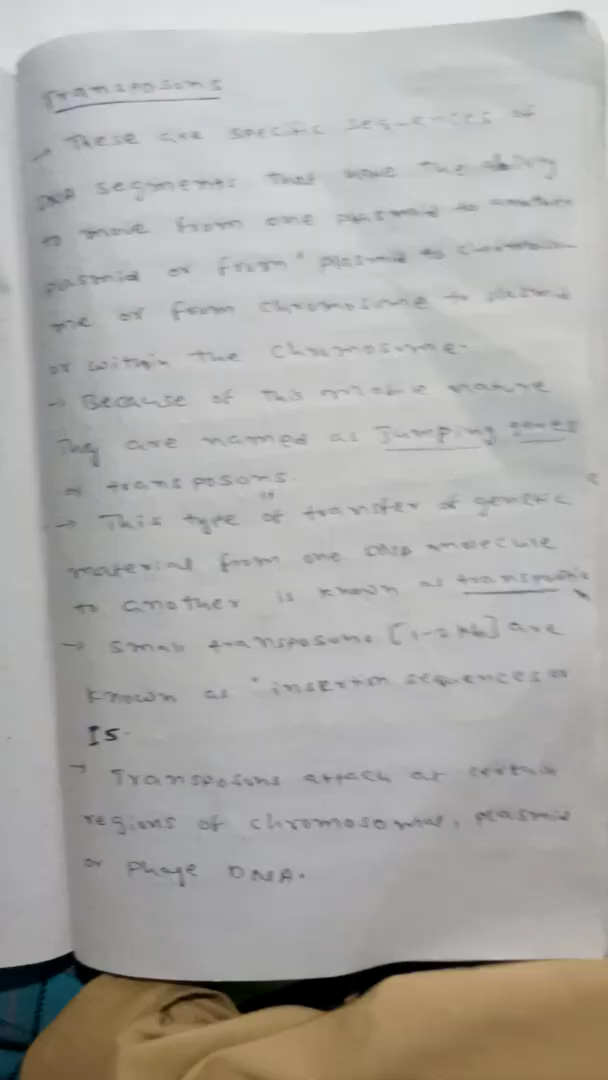 Transposons
→ These are specific sequences of
DNA segments that have the ability
to move from one plasmid to another
plasmid or from plasmid to chromoso
me or from chromosome to plasmid
or within the chromosome.
→ Because of this mobile nature
They are named as Jumping genes
or transposons.
→ This type of transfer of genetic
material from one DNA molecule
to another is known as transposition
→ Small transposons [1-2 Kb] are
known as "insertion sequences or
IS.
→ Transposons attach at certain
regions of chromosomal, plasmid
or Phage DNA.